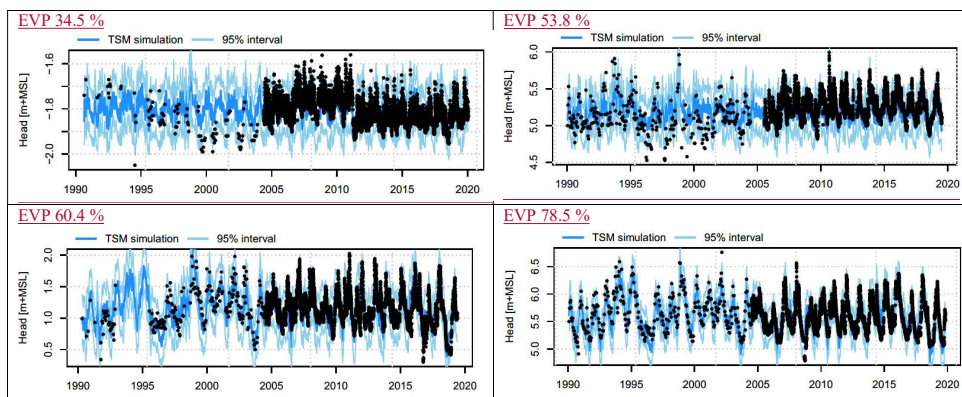 EVP 34.5 %
TSM simulation 95% interval
Head [m+MSL]
−1.6
−1.8
−2.0
1990 1995 2000 2005 2010 2015 2020
EVP 53.8 %
TSM simulation 95% interval
Head [m+MSL]
6.0
5.5
5.0
4.5
1990 1995 2000 2005 2010 2015 2020
EVP 60.4 %
TSM simulation 95% interval
Head [m+MSL]
2.0
1.5
1.0
0.5
1990 1995 2000 2005 2010 2015 2020
EVP 78.5 %
TSM simulation 95% interval
Head [m+MSL]
6.5
6.0
5.5
5.0
1990 1995 2000 2005 2010 2015 2020